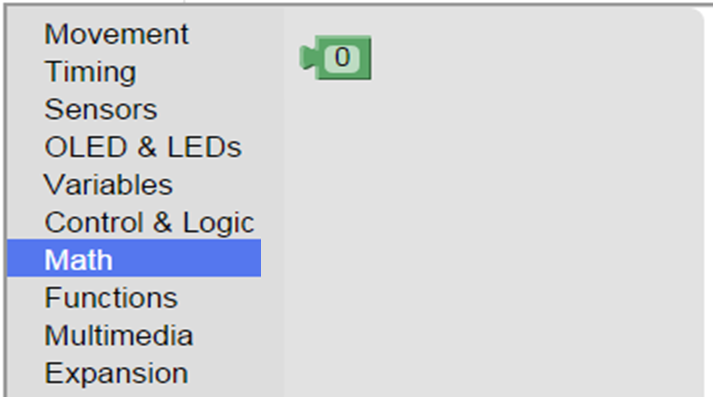 Movement
0
Timing
Sensors
OLED & LEDs
Variables
Control & Logic
Math
Functions
Multimedia
Expansion